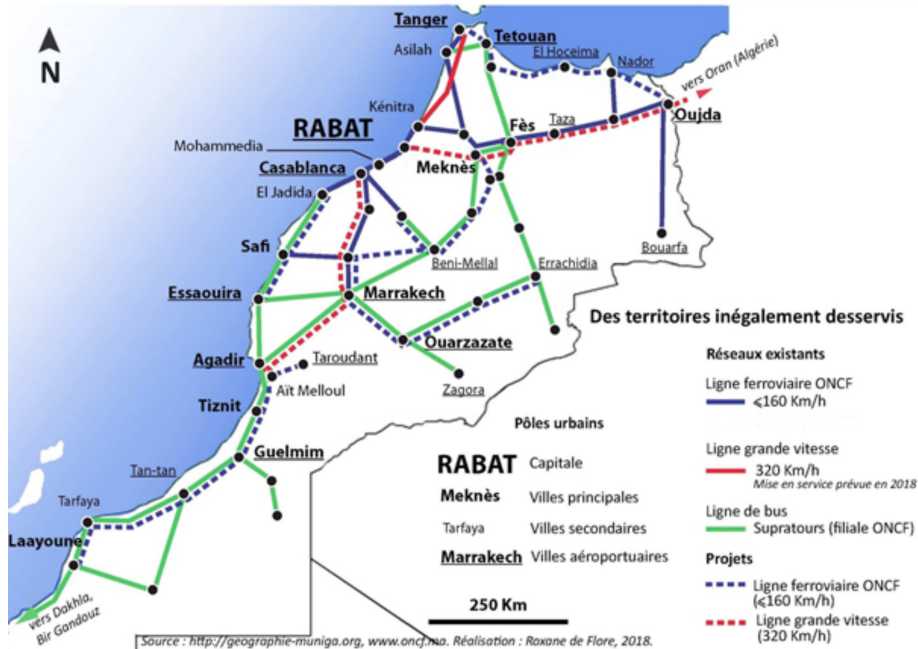 Tanger
Tetouan
Asilah
El Hoceima
Nador
vers Oran (Algérie)
N
Kénitra
Oujda
RABAT
Fès
Taza
Mohammedia
Meknès
Casablanca
El Jadida
Safi
Beni-Mellal
Errachidia
Bouarfa
Essaouira
Marrakech
Ouarzazate
Agadir
Taroudant
Aït Melloul
Zagora
Tiznit
Guelmim
Tan-tan
Tarfaya
Laayoune
vers Dakhla,
Bir Gandouz
Des territoires inégalement desservis
Réseaux existants
Ligne ferroviaire ONCF
⩽160 Km/h
Ligne grande vitesse
320 Km/h
Mise en service prévue en 2018
Ligne de bus
Supratours (filiale ONCF)
Projets
Ligne ferroviaire ONCF
(⩽160 Km/h)
Ligne grande vitesse
(320 Km/h)
Pôles urbains
RABAT Capitale
Meknès Villes principales
Tarfaya Villes secondaires
Marrakech Villes aéroportuaires
250 Km
Source : http://geographie-muniga.org, www.oncf.ma. Réalisation : Roxane de Flore, 2018.